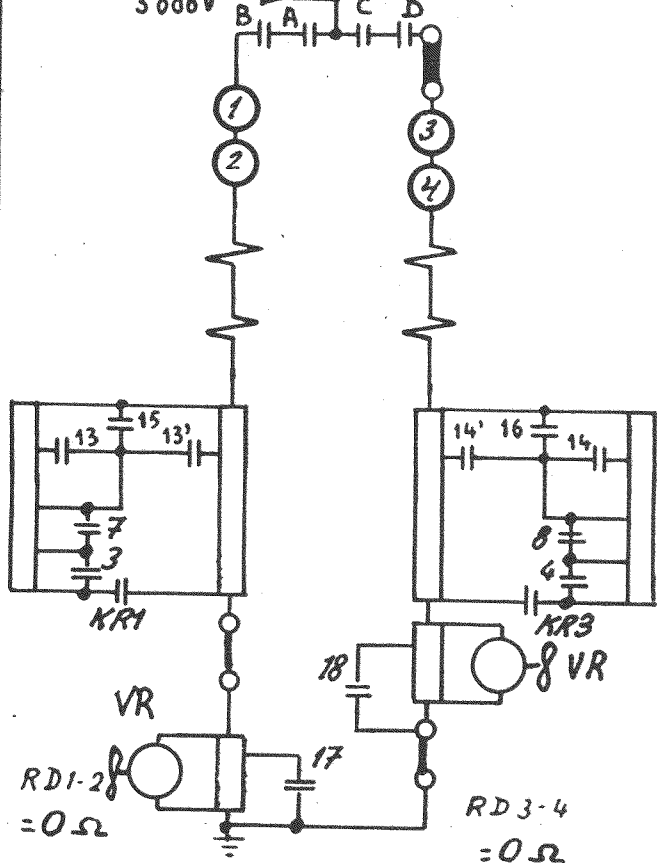 3000V
B A C D
1
2
3
4
13 15 13'
14' 16 14
7
3
8
4
KR1
KR3
18
VR
VR
17
RD1-2
=0Ω
RD3-4
=0Ω